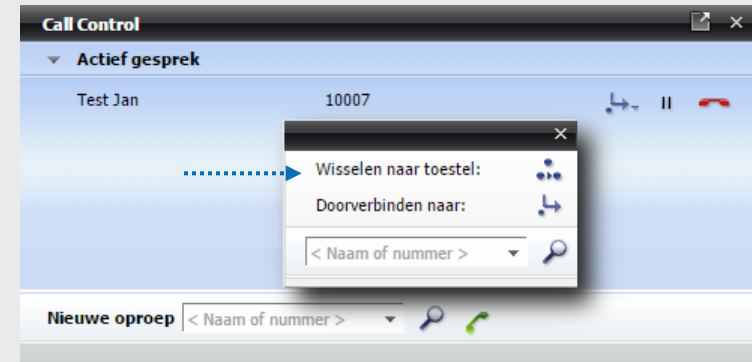 Call Control
Actief gesprek
Test Jan 10007
Wisselen naar toestel:
Doorverbinden naar:
< Naam of nummer >
Nieuwe oproep < Naam of nummer >